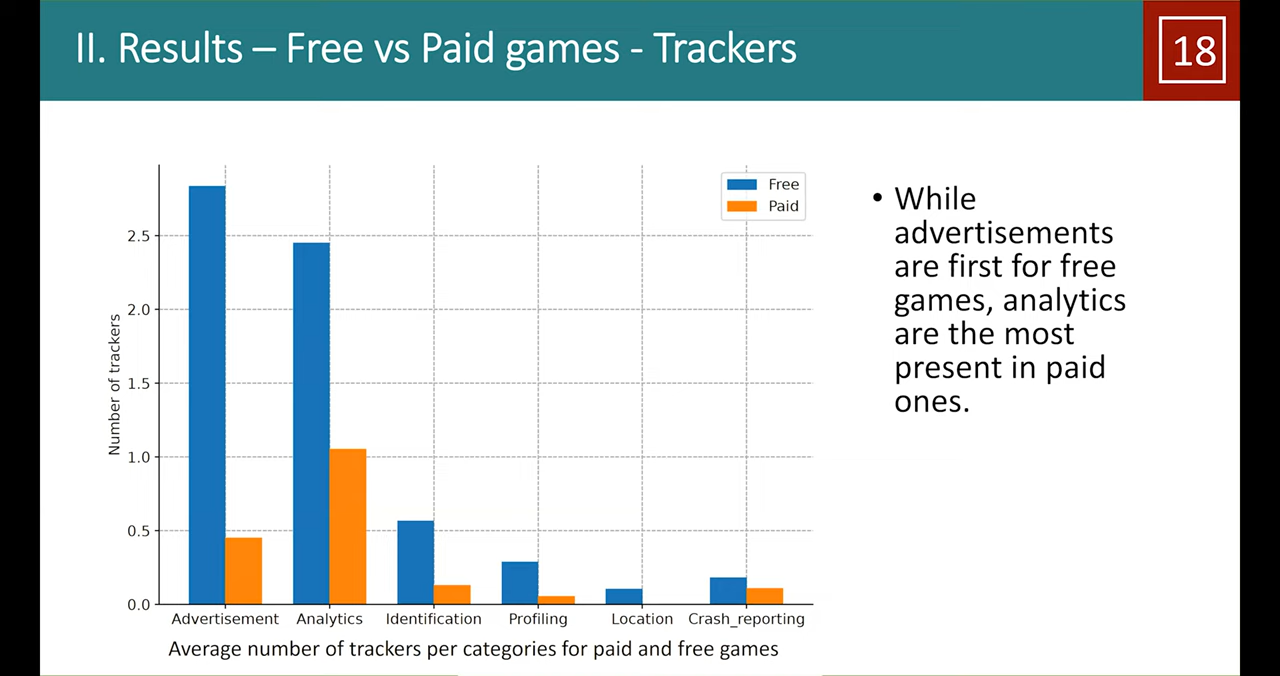 II. Results – Free vs Paid games - Trackers
18
Free
Paid
2.5
2.0
1.5
1.0
0.5
0.0
Number of trackers
Advertisement Analytics Identification Profiling Location Crash_reporting
Average number of trackers per categories for paid and free games
• While
advertisements
are first for free
games, analytics
are the most
present in paid
ones.